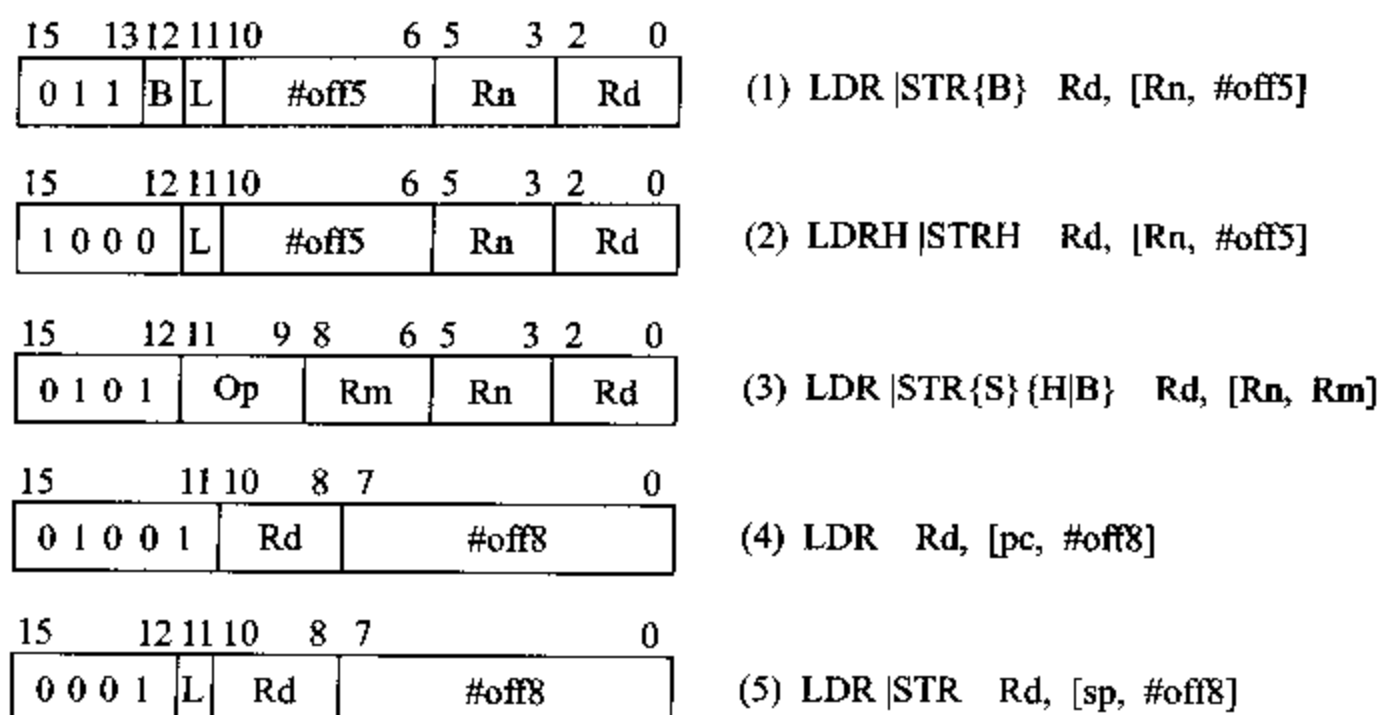 15 13 12 11 10 6 5 3 2 0
0 1 1 B L #off5 Rn Rd (1) LDR |STR{B} Rd, [Rn, #off5]
15 12 11 10 6 5 3 2 0
1 0 0 0 L #off5 Rn Rd (2) LDRH |STRH Rd, [Rn, #off5]
15 12 11 9 8 6 5 3 2 0
0 1 0 1 Op Rm Rn Rd (3) LDR |STR{S}{H|B} Rd, [Rn, Rm]
15 11 10 8 7 0
0 1 0 0 1 Rd #off8 (4) LDR Rd, [pc, #off8]
15 12 11 10 8 7 0
0 0 0 1 L Rd #off8 (5) LDR |STR Rd, [sp, #off8]